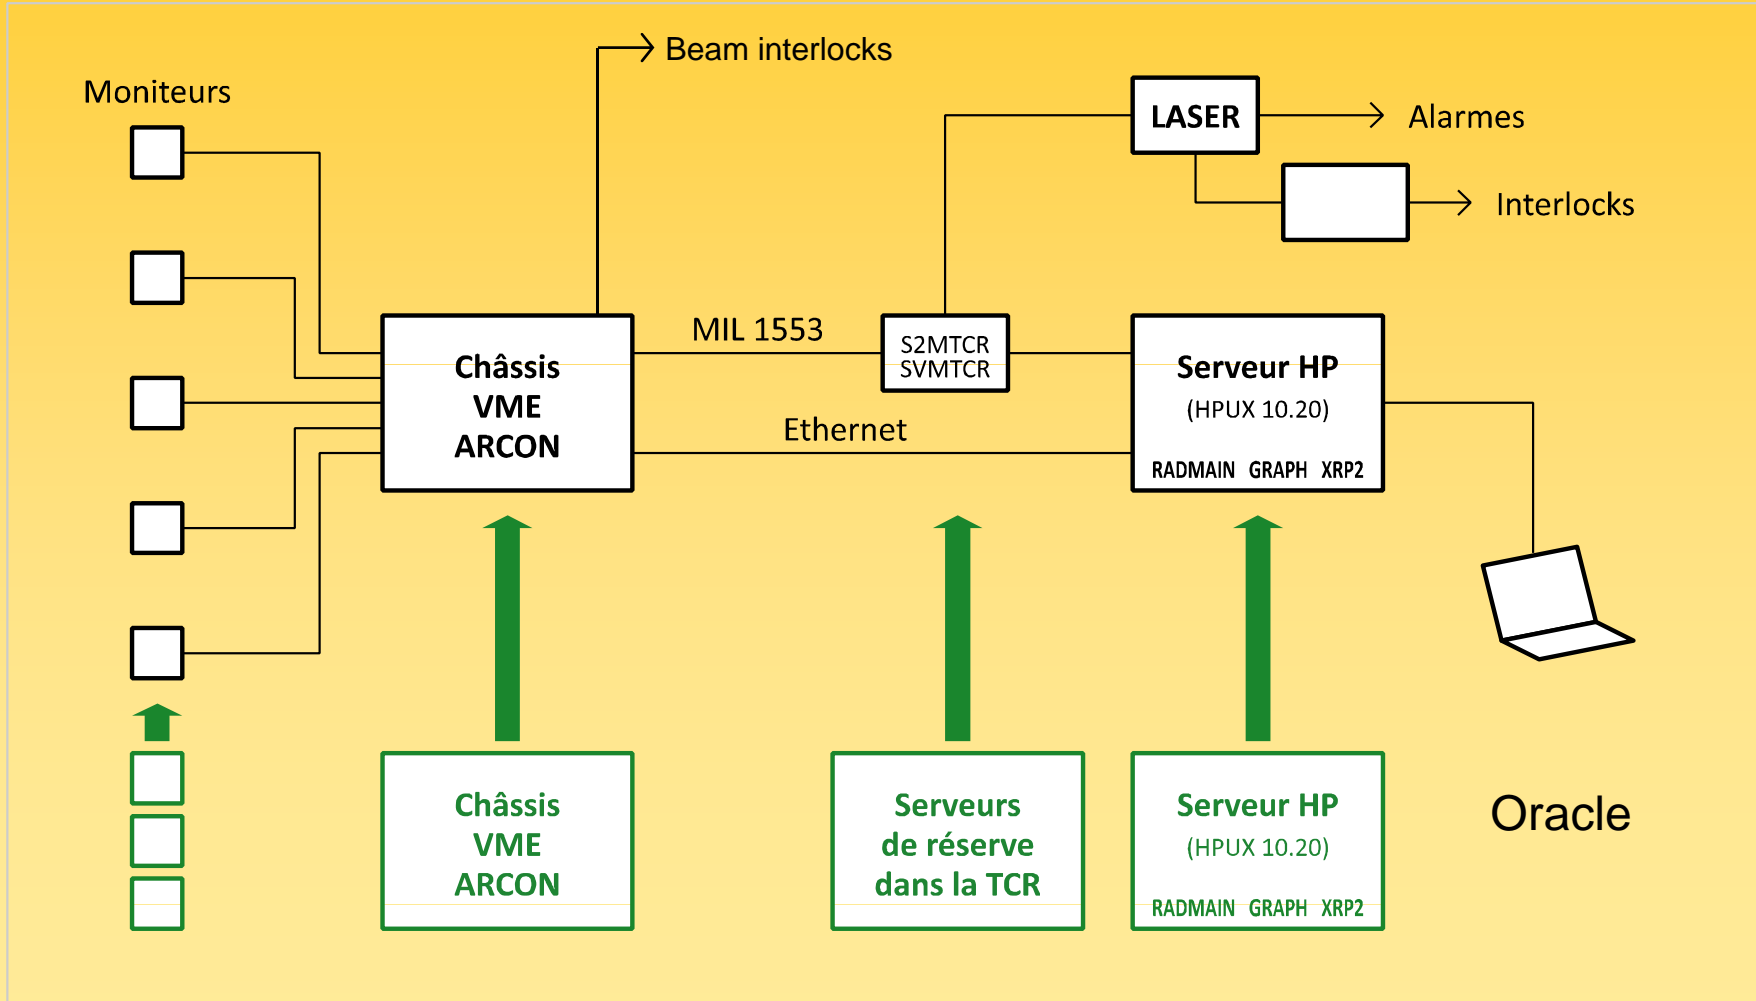 Beam interlocks
Moniteurs
LASER
Alarmes
Interlocks
MIL 1553
S2MTCR
SVMTCR
Châssis
VME
ARCON
Serveur HP
(HPUX 10.20)
RADMAIN GRAPH XRP2
Ethernet
Châssis
VME
ARCON
Serveurs
de réserve
dans la TCR
Serveur HP
(HPUX 10.20)
RADMAIN GRAPH XRP2
Oracle